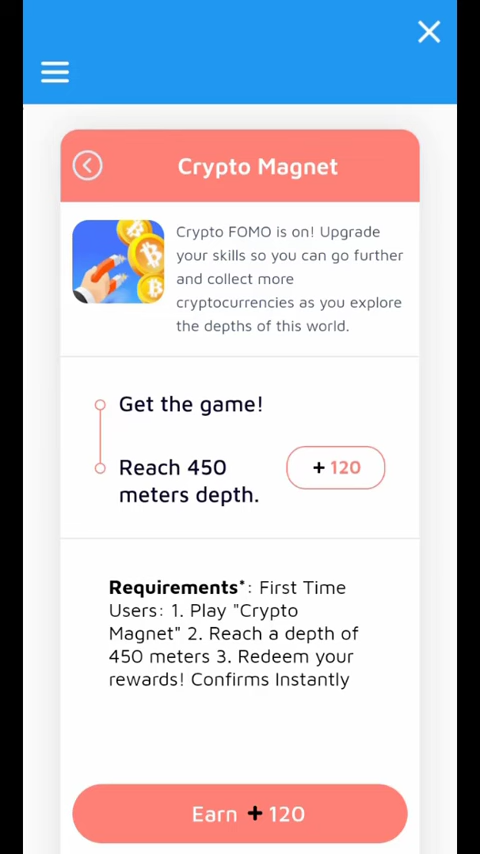 Crypto Magnet
Crypto FOMO is on! Upgrade
your skills so you can go further
and collect more
cryptocurrencies as you explore
the depths of this world.
Get the game!
Reach 450
meters depth.
+ 120
Requirements*: First Time
Users: 1. Play "Crypto
Magnet" 2. Reach a depth of
450 meters 3. Redeem your
rewards! Confirms Instantly
Earn + 120